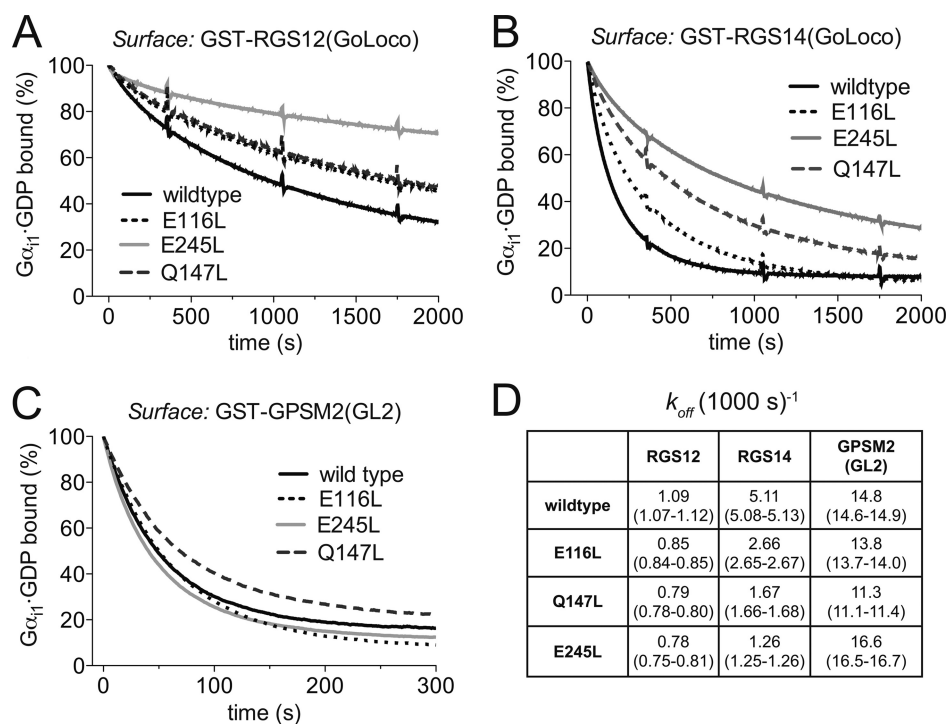 A
Surface: GST-RGS12(GoLoco)
Gαi1·GDP bound (%)
100
80
60
40
20
0
wildtype
E116L
E245L
Q147L
0 500 1000 1500 2000
time (s)
B
Surface: GST-RGS14(GoLoco)
Gαi1·GDP bound (%)
100
80
60
40
20
0
wildtype
E116L
E245L
Q147L
0 500 1000 1500 2000
time (s)
C
Surface: GST-GPSM2(GL2)
Gαi1·GDP bound (%)
100
80
60
40
20
0
wild type
E116L
E245L
Q147L
0 100 200 300
time (s)
D
koff (1000 s)-1
RGS12 RGS14 GPSM2 (GL2)
wildtype 1.09 5.11 14.8
(1.07-1.12) (5.08-5.13) (14.6-14.9)
E116L 0.85 2.66 13.8
(0.84-0.85) (2.65-2.67) (13.7-14.0)
Q147L 0.79 1.67 11.3
(0.78-0.80) (1.66-1.68) (11.1-11.4)
E245L 0.78 1.26 16.6
(0.75-0.81) (1.25-1.26) (16.5-16.7)